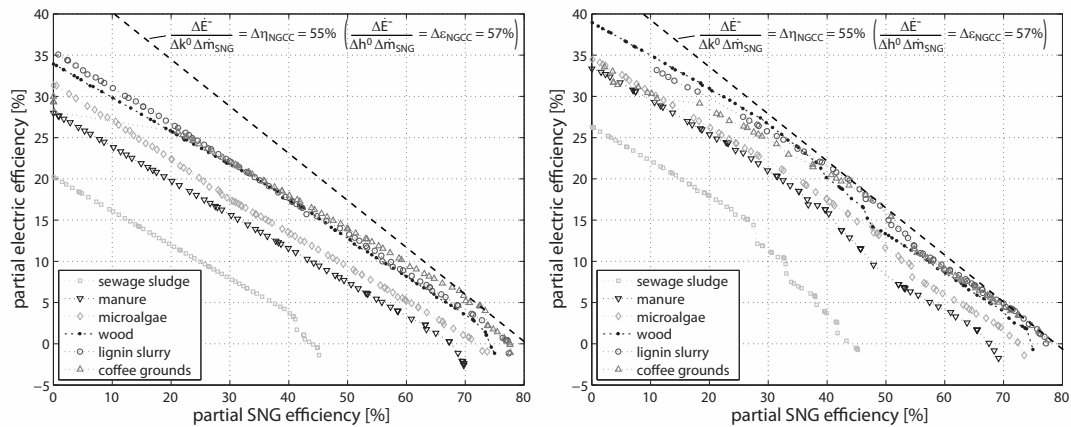 ΔĖ⁻ / Δk⁰ Δṁ_SNG = Δη_NGCC = 55% ( ΔĖ⁻ / Δh⁰ Δṁ_SNG = Δε_NGCC = 57% )
40
35
30
25
20
15
10
5
0
−5
partial electric efficiency [%]
sewage sludge
manure
microalgae
wood
lignin slurry
coffee grounds
0 10 20 30 40 50 60 70 80
partial SNG efficiency [%]
ΔĖ⁻ / Δk⁰ Δṁ_SNG = Δη_NGCC = 55% ( ΔĖ⁻ / Δh⁰ Δṁ_SNG = Δε_NGCC = 57% )
40
35
30
25
20
15
10
5
0
−5
partial electric efficiency [%]
sewage sludge
manure
microalgae
wood
lignin slurry
coffee grounds
0 10 20 30 40 50 60 70 80
partial SNG efficiency [%]